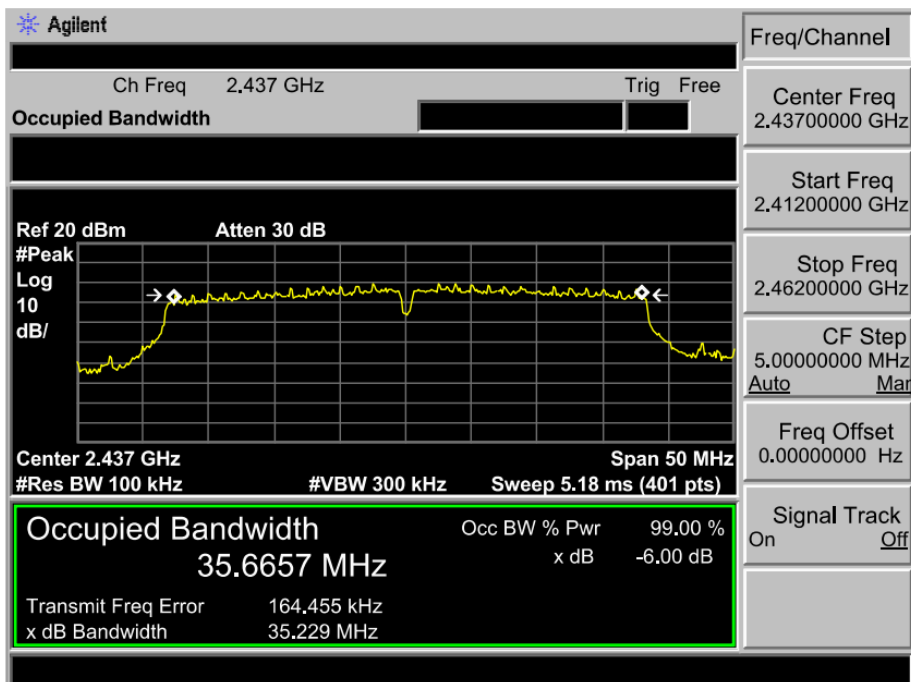 Agilent
Freq/Channel
Ch Freq 2.437 GHz Trig Free
Occupied Bandwidth
Center Freq
2.43700000 GHz
Start Freq
2.41200000 GHz
Ref 20 dBm Atten 30 dB
#Peak
Log
10
dB/
Stop Freq
2.46200000 GHz
CF Step
5.00000000 MHz
Auto Man
Freq Offset
0.00000000 Hz
Center 2.437 GHz Span 50 MHz
#Res BW 100 kHz #VBW 300 kHz Sweep 5.18 ms (401 pts)
Signal Track
On Off
Occupied Bandwidth Occ BW % Pwr 99.00 %
35.6657 MHz x dB -6.00 dB
Transmit Freq Error 164.455 kHz
x dB Bandwidth 35.229 MHz